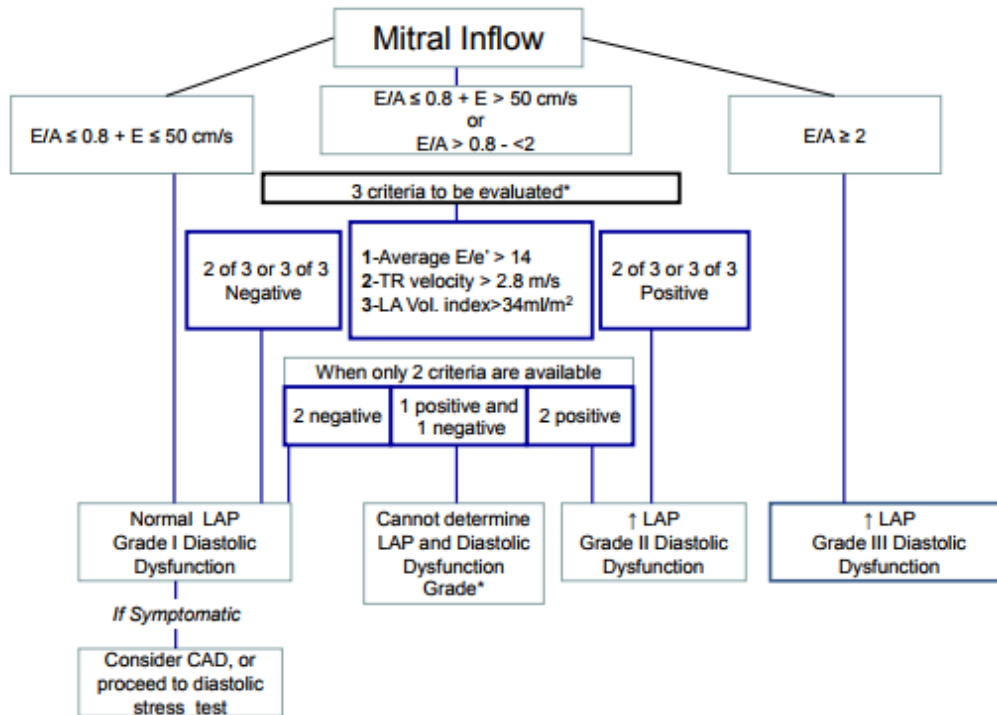 Mitral Inflow
E/A ≤ 0.8 + E ≤ 50 cm/s
E/A ≤ 0.8 + E > 50 cm/s
or
E/A > 0.8 - <2
E/A ≥ 2
3 criteria to be evaluated*
2 of 3 or 3 of 3
Negative
1-Average E/e’ > 14
2-TR velocity > 2.8 m/s
3-LA Vol. index>34ml/m²
2 of 3 or 3 of 3
Positive
When only 2 criteria are available
2 negative
1 positive and
1 negative
2 positive
Normal LAP
Grade I Diastolic
Dysfunction
Cannot determine
LAP and Diastolic
Dysfunction
Grade*
↑ LAP
Grade II Diastolic
Dysfunction
↑ LAP
Grade III Diastolic
Dysfunction
If Symptomatic
Consider CAD, or
proceed to diastolic
stress test